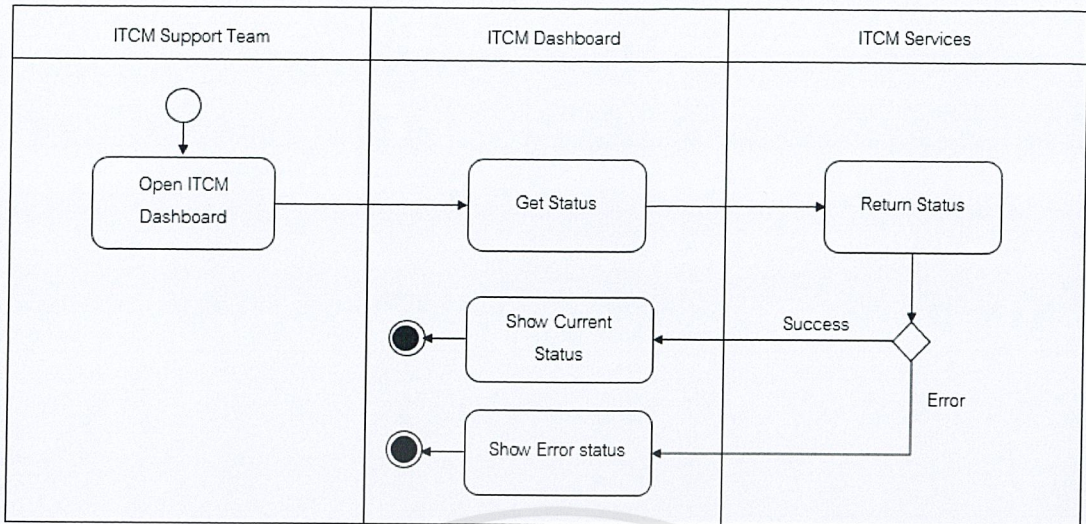 ITCM Support Team
ITCM Dashboard
ITCM Services
Open ITCM
Dashboard
Get Status
Return Status
Show Current
Status
Success
Error
Show Error status